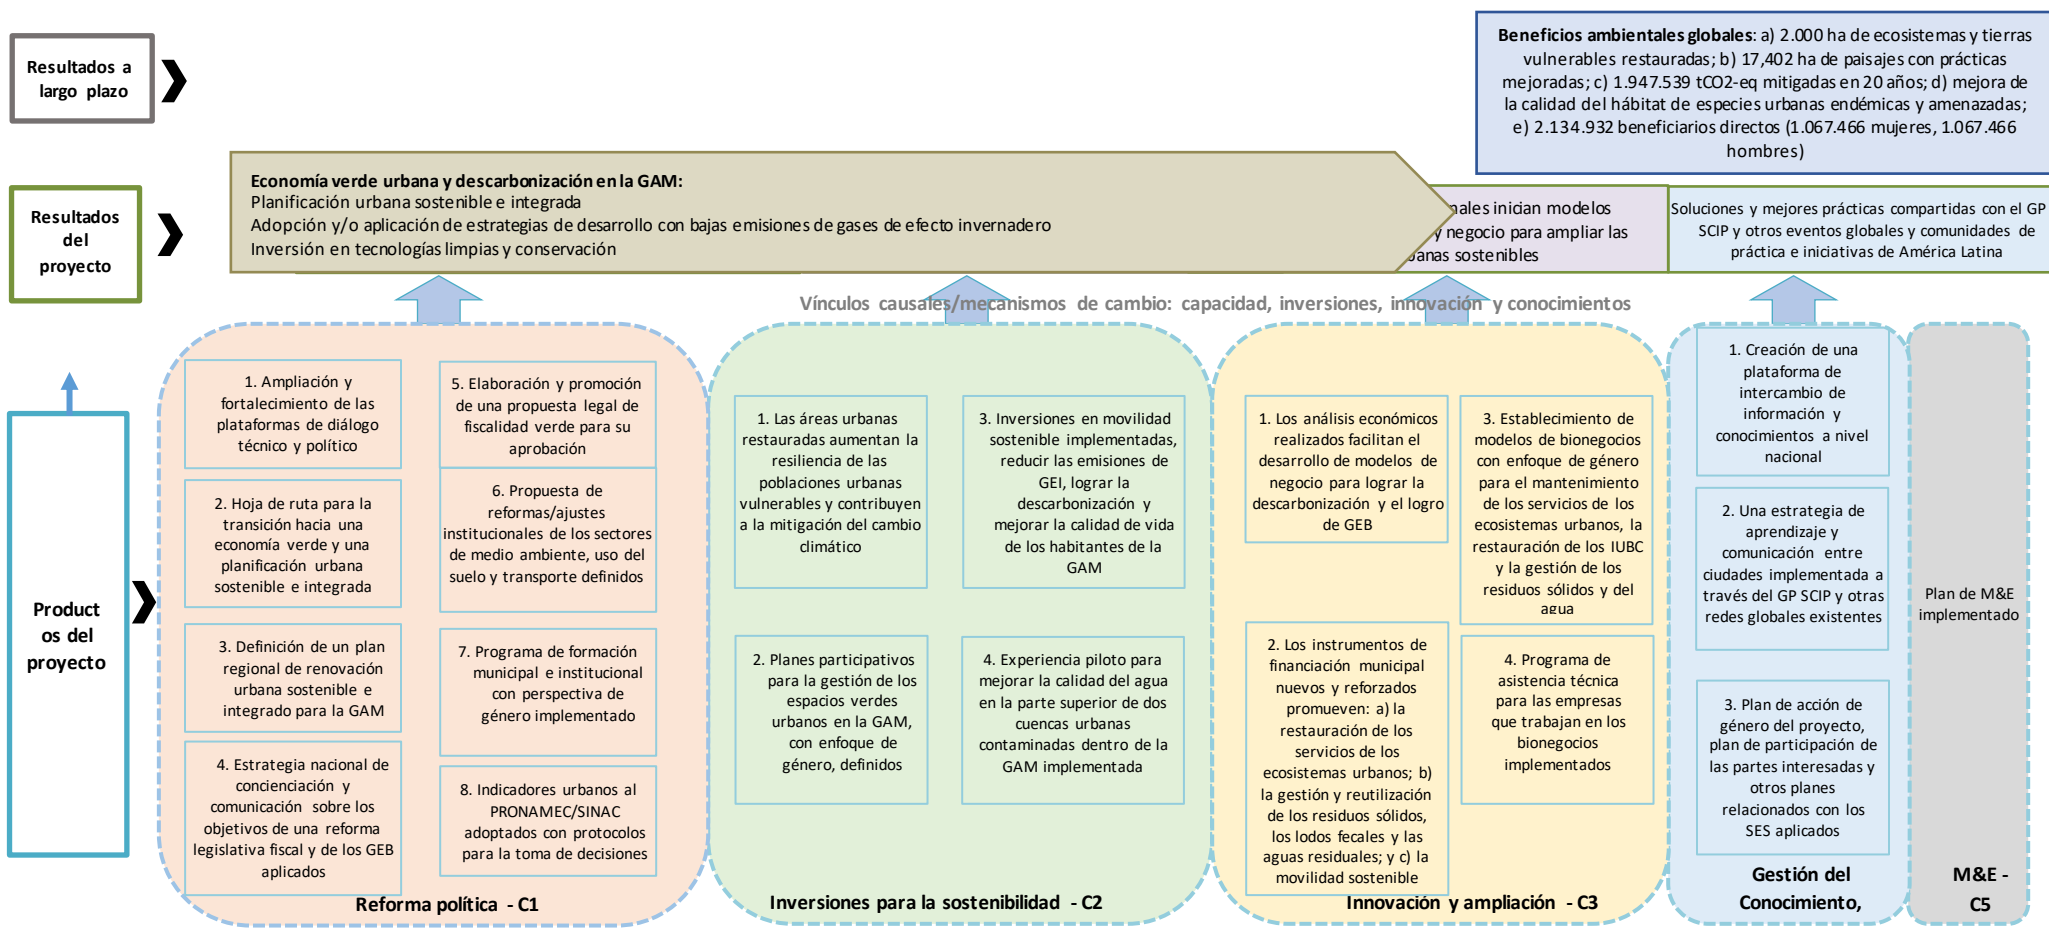 Resultados a
largo plazo
Beneficios ambientales globales: a) 2.000 ha de ecosistemas y tierras
vulnerables restauradas; b) 17,402 ha de paisajes con prácticas
mejoradas; c) 1.947.539 tCO2-eq mitigadas en 20 años; d) mejora de
la calidad del hábitat de especies urbanas endémicas y amenazadas;
e) 2.134.932 beneficiarios directos (1.067.466 mujeres, 1.067.466
hombres)
Resultados
del
proyecto
Economía verde urbana y descarbonización en la GAM:
Planificación urbana sostenible e integrada
Adopción y/o aplicación de estrategias de desarrollo con bajas emisiones de gases de efecto invernadero
Inversión en tecnologías limpias y conservación
inician modelos
y negocio para ampliar las
sostenibles
Soluciones y mejores prácticas compartidas con el GP
SCIP y otros eventos globales y comunidades de
práctica e iniciativas de América Latina
Vínculos causales/mecanismos de cambio: capacidad, inversiones, innovación y conocimientos
Product
os del
proyecto
1. Ampliación y
fortalecimiento de las
plataformas de diálogo
técnico y político
2. Hoja de ruta para la
transición hacia una
economía verde y una
planificación urbana
sostenible e integrada
3. Definición de un plan
regional de renovación
urbana sostenible e
integrado para la GAM
4. Estrategia nacional de
concienciación y
comunicación sobre los
objetivos de una reforma
legislativa fiscal y de los GEB
aplicados
5. Elaboración y promoción
de una propuesta legal de
fiscalidad verde para su
aprobación
6. Propuesta de
reformas/ajustes
institucionales de los sectores
de medio ambiente, uso del
suelo y transporte definidos
7. Programa de formación
municipal e institucional
con perspectiva de
género implementado
8. Indicadores urbanos al
PRONAMEC/SINAC
adoptados con protocolos
para la toma de decisiones
Reforma política - C1
1. Las áreas urbanas
restauradas aumentan la
resiliencia de las
poblaciones urbanas
vulnerables y contribuyen
a la mitigación del cambio
climático
2. Planes participativos
para la gestión de los
espacios verdes
urbanos en la GAM,
con enfoque de
género, definidos
3. Inversiones en movilidad
sostenible implementadas,
reducir las emisiones de
GEI, lograr la
descarbonización y
mejorar la calidad de vida
de los habitantes de la
GAM
4. Experiencia piloto para
mejorar la calidad del agua
en la parte superior de dos
cuencas urbanas
contaminadas dentro de la
GAM implementada
Inversiones para la sostenibilidad - C2
1. Los análisis económicos
realizados facilitan el
desarrollo de modelos de
negocio para lograr la
descarbonización y el logro
de GEB
2. Los instrumentos de
financiación municipal
nuevos y reforzados
promueven: a) la
restauración de los
servicios de los
ecosistemas urbanos; b)
la gestión y reutilización
de los residuos sólidos,
los lodos fecales y las
aguas residuales; y c) la
movilidad sostenible
3. Establecimiento de
modelos de bionegocios
con enfoque de género
para el mantenimiento
de los servicios de los
ecosistemas urbanos, la
restauración de los IUBC
y la gestión de los
residuos sólidos y del
agua
4. Programa de
asistencia técnica
para las empresas
que trabajan en los
bionegocios
implementados
Innovación y ampliación - C3
1. Creación de una
plataforma de
intercambio de
información y
conocimientos a nivel
nacional
2. Una estrategia de
aprendizaje y
comunicación entre
ciudades implementada a
través del GP SCIP y otras
redes globales existentes
3. Plan de acción de
género del proyecto,
plan de participación de
las partes interesadas y
otros planes
relacionados con los
SES aplicados
Gestión del
Conocimiento,
Plan de M&E
implementado
M&E -
C5